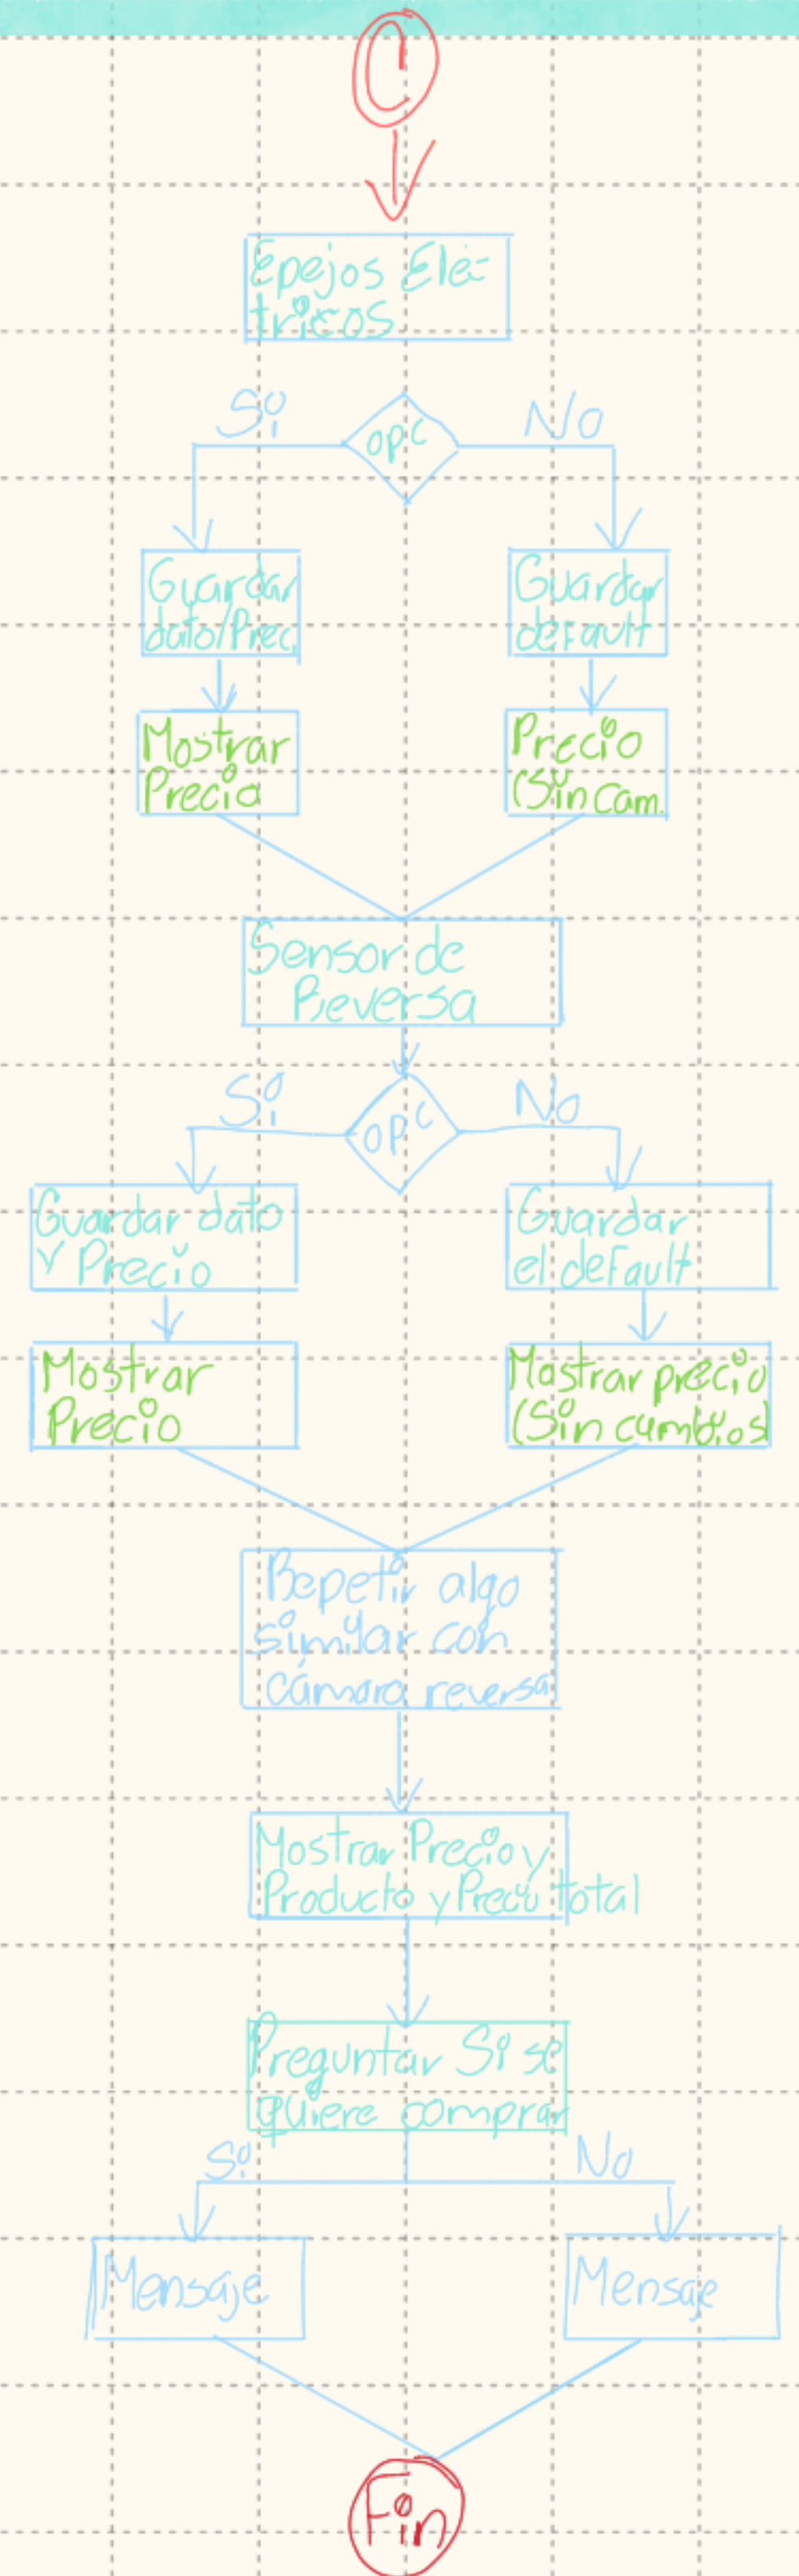 C
Epejos Eléc-
tricos
Si
opc
No
Guardar
dato/Prec.
Guardar
default
Mostrar
Precio
Precio
(Sin Cam.
Sensor de
Reversa
Si
opc
No
Guardar dato
y Precio
Guardar
el default
Mostrar
Precio
Mostrar precio
(Sin cambios)
Repetir algo
similar con
cámara reversa
Mostrar Precio y
Producto y Precio total
Preguntar Si se
quiere comprar
Si
No
Mensaje
Mensaje
Fin